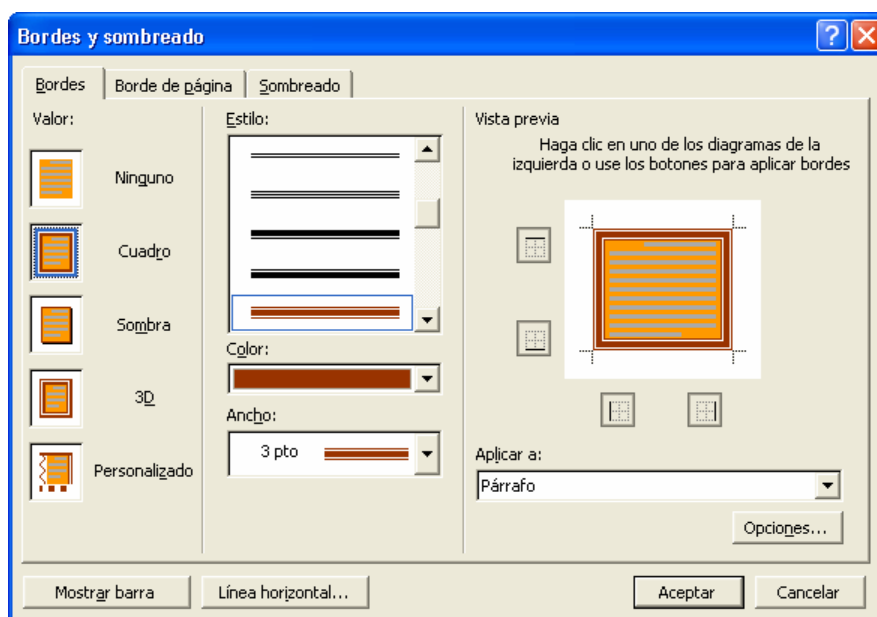 Bordes y sombreado
Bordes
Borde de página
Sombreado
Valor:
Ninguno
Cuadro
Sombra
3D
Personalizado
Estilo:
Color:
Ancho:
3 pto
Vista previa
Haga clic en uno de los diagramas de la
izquierda o use los botones para aplicar bordes
Aplicar a:
Párrafo
Opciones...
Mostrar barra
Línea horizontal...
Aceptar
Cancelar